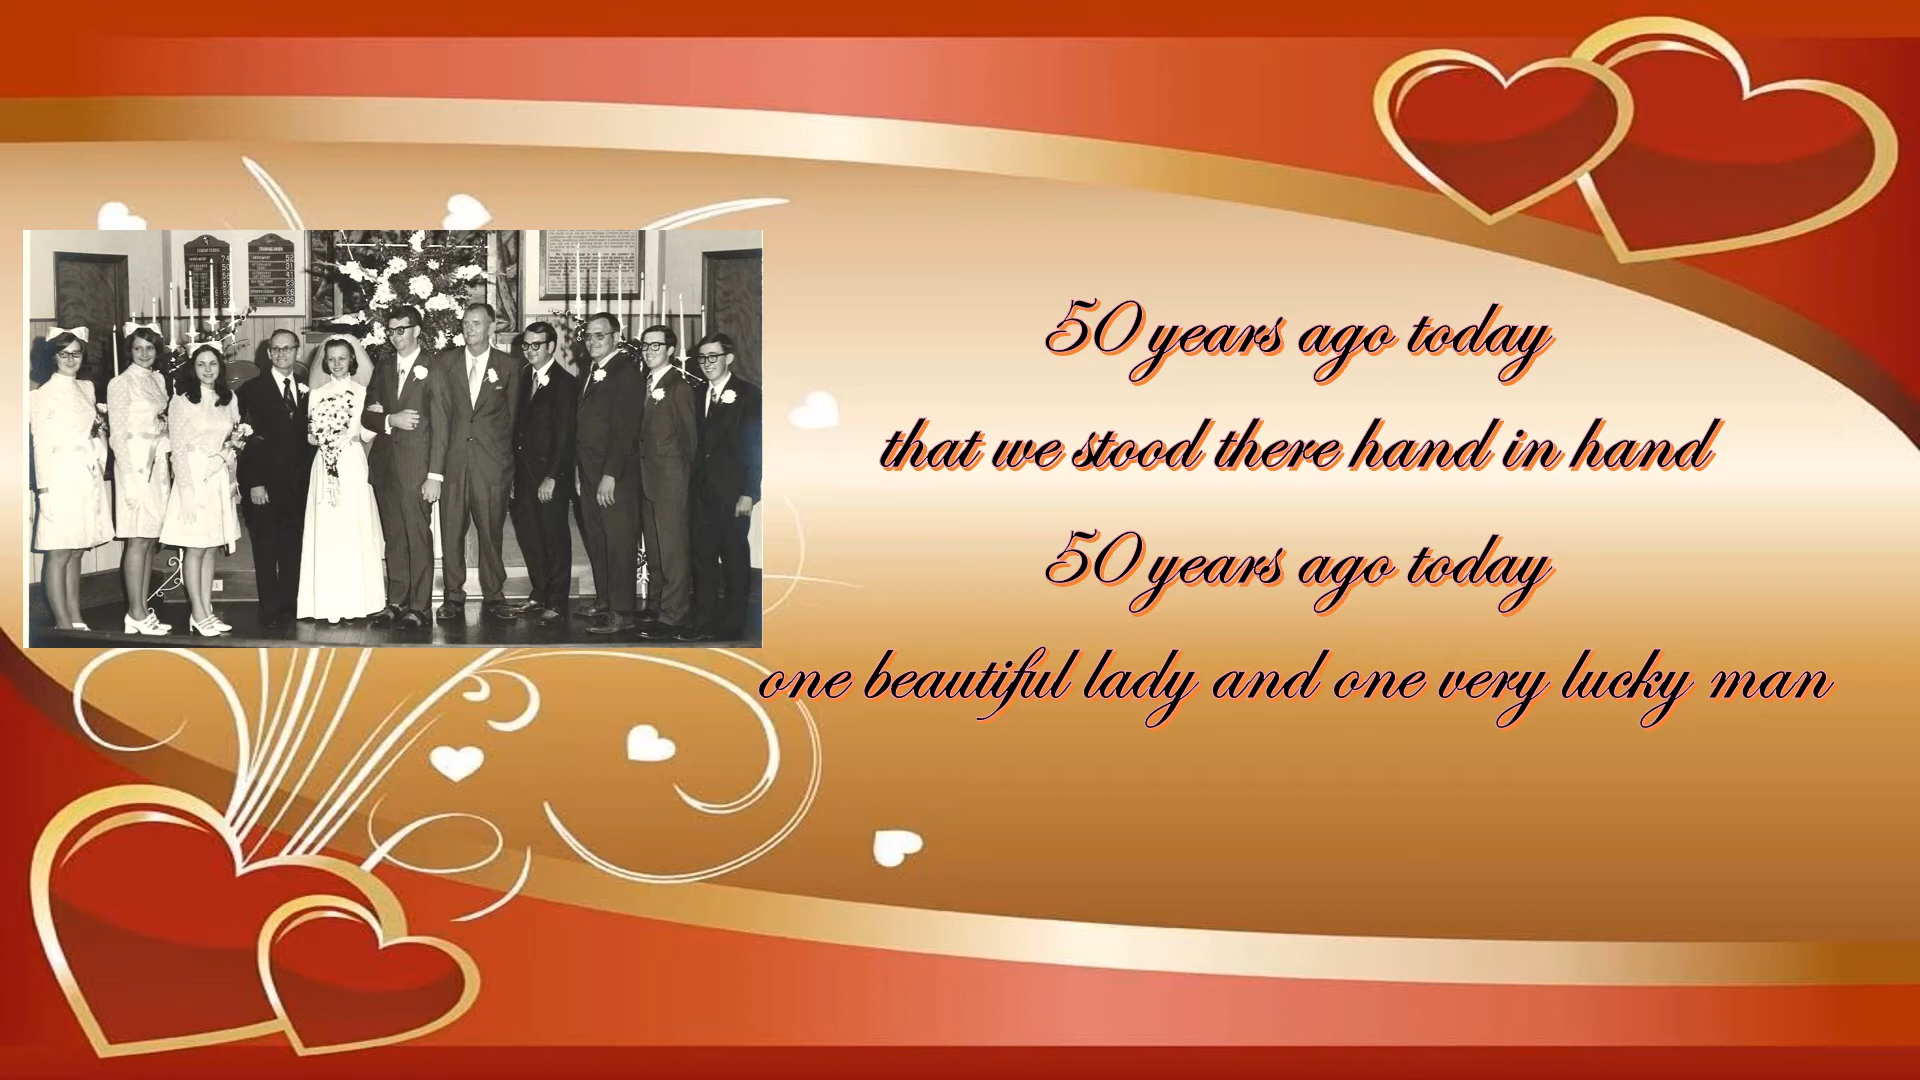 50 years ago today
that we stood there hand in hand
50 years ago today
one beautiful lady and one very lucky man